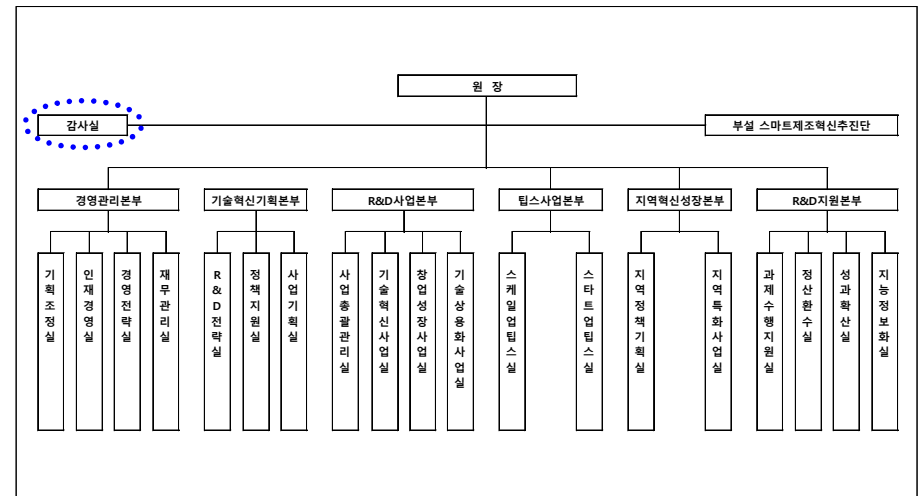 원 장
감사실
부설 스마트제조혁신추진단
경영관리본부
기술혁신기획본부
R&D사업본부
팁스사업본부
지역혁신성장본부
R&D지원본부
기획조정실
인재경영실
경영전략실
재무관리실
R&D전략실
정책지원실
사업기획실
사업총괄관리실
기술혁신사업실
창업성장사업실
기술상용화사업실
스케일업팁스실
스타트업팁스실
지역정책기획실
지역특화사업실
과제수행지원실
정산환수실
성과확산실
지능정보화실